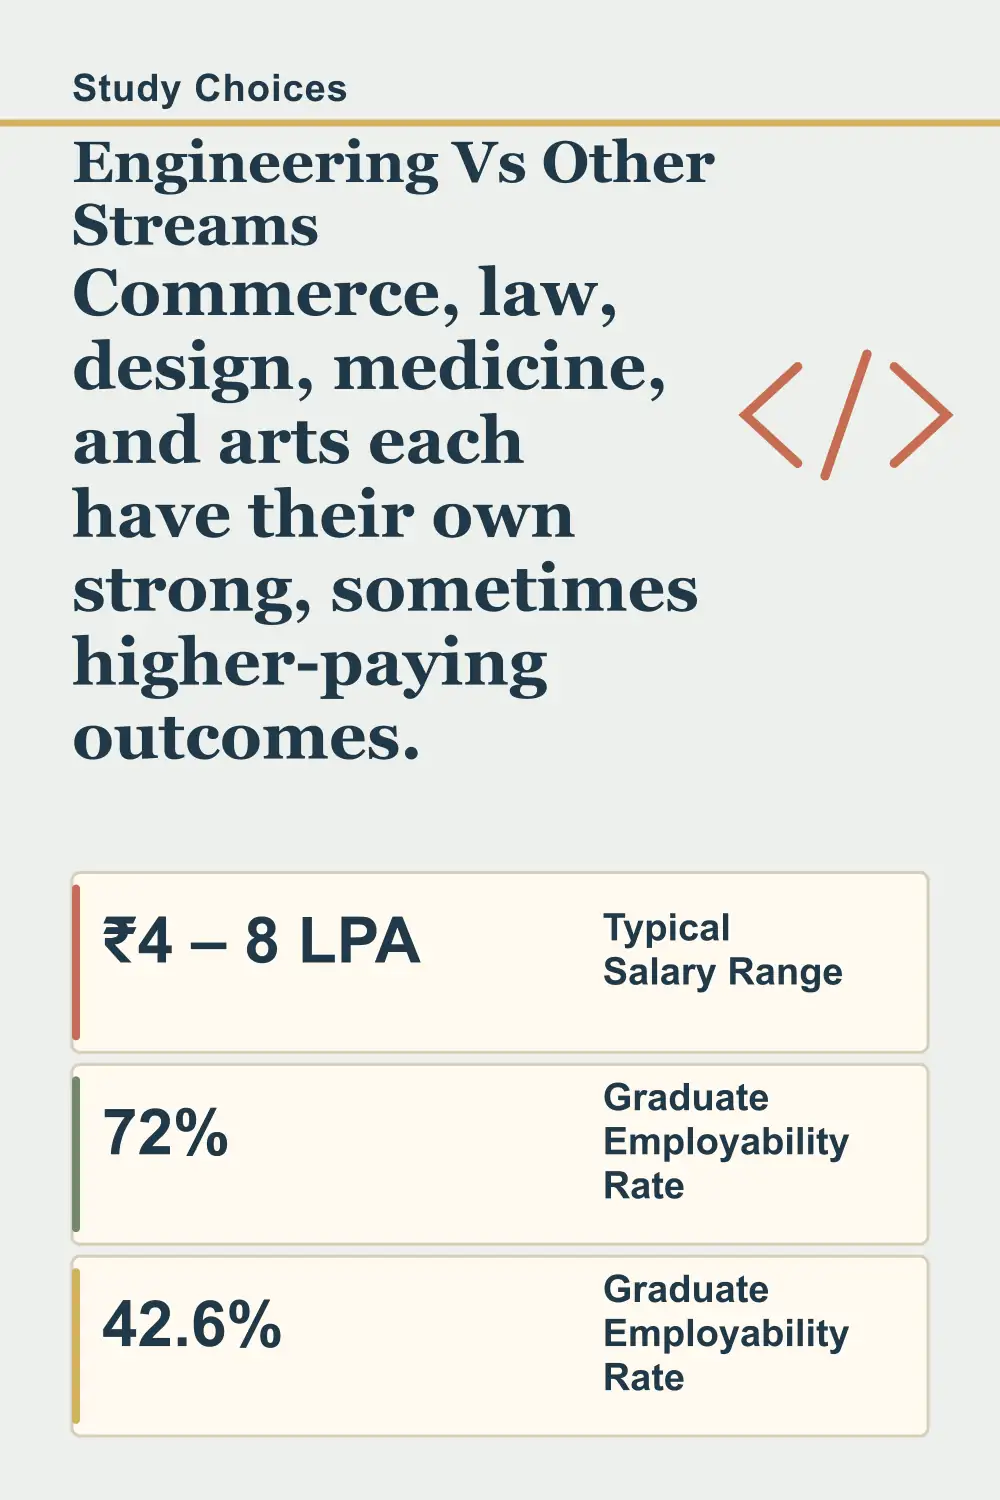 Study Choices
Engineering Vs Other
Streams
Commerce, law,
design, medicine,
and arts each
have their own
strong, sometimes
higher-paying
outcomes.
₹4 – 8 LPA
Typical
Salary Range
72%
Graduate
Employability
Rate
42.6%
Graduate
Employability
Rate